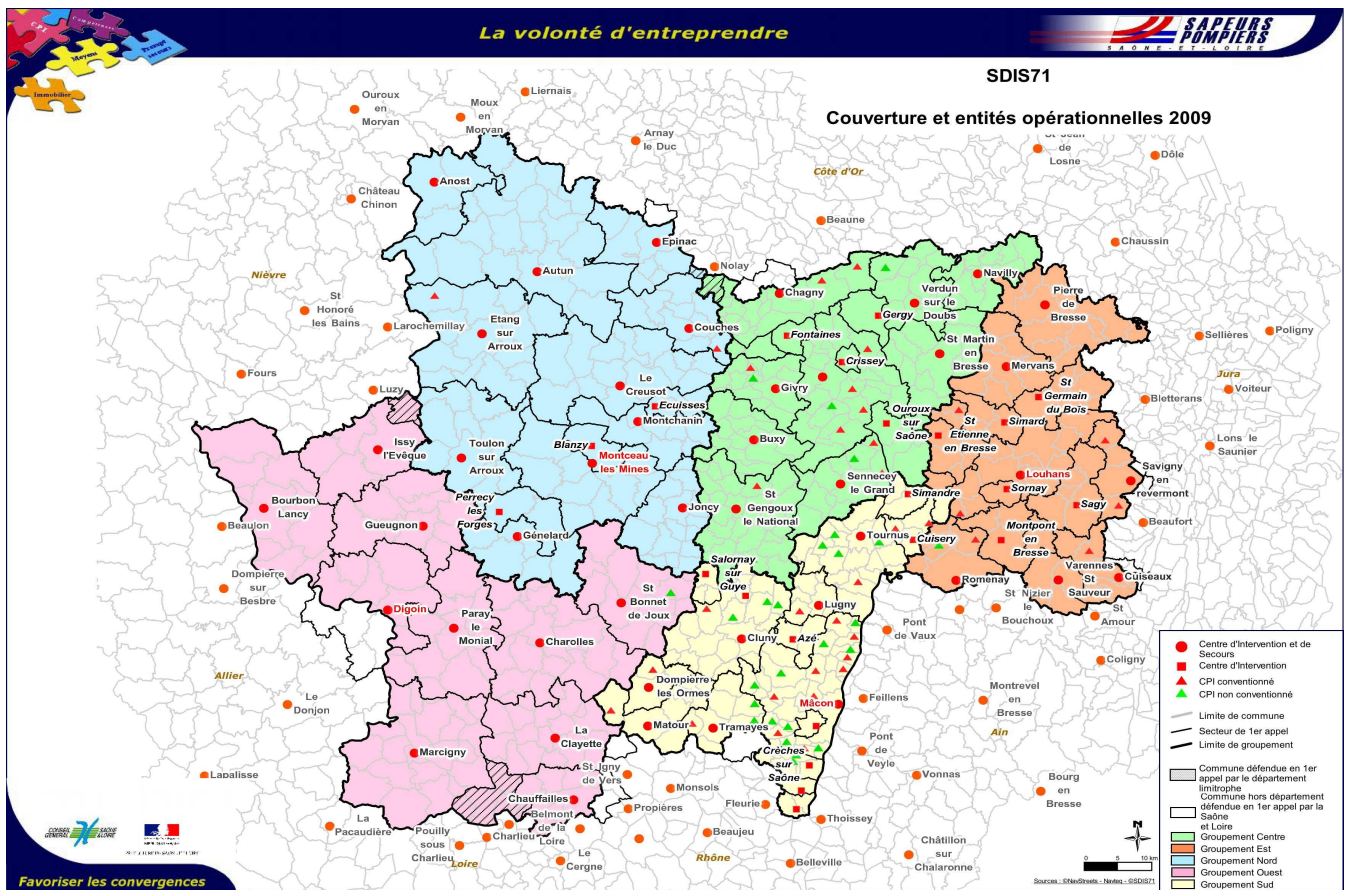 La volonté d'entreprendre
SAPEURS
POMPIERS
SAÔNE-ET-LOIRE
CPI
Moyens
Immobilier
SDIS71
Couverture et entités opérationnelles 2009
Liernais
Ouroux
en
Morvan
Moux
en
Morvan
Arnay
le Duc
St Jean
de
Losne
Dôle
Côte d'Or
Château
Chinon
Anost
Beaune
Chaussin
Epinac
Nolay
Navilly
Nièvre
Autun
Chagny
Verdun
sur le
Doubs
Pierre
de
Bresse
St
Honoré
les Bains
Larochemillay
Etang
sur
Arroux
Couches
Fontaines
Gergy
Sellières
Poligny
Crissey
St Martin
en
Bresse
Mervans
Jura
Fours
Luzy
Le
Creusot
Givry
St
Germain
du Bois
Voiteur
Bletterans
Ecuisses
Montchanin
Ouroux
sur
Saône
St
Etienne
en Bresse
Simard
Issy
l'Evêque
Toulon
sur
Arroux
Blanzy
Montceau
les Mines
Buxy
Lons le
Saunier
Sennecey
le Grand
Louhans
Savigny
en
revermont
Bourbon
Lancy
Perrecy
les
Forges
Simandre
Sornay
Sagy
Beaulon
Gueugnon
Génelard
Joncy
St
Gengoux
le National
Tournus
Cuisery
Montpont
en
Bresse
Beaufort
Dompierre
sur
Besbre
Salornay
sur
Guye
Romenay
Varennes
St
Sauveur
Cuiseaux
Digoin
Paray
le
Monial
St
Bonnet
de Joux
Lugny
St Nizier
le
Bouchoux
St
Amour
Charolles
Cluny
Azé
Pont
de Vaux
Coligny
Allier
Le
Donjon
Dompierre
les Ormes
Mâcon
Feillens
Montrevel
en
Bresse
Matour
Tramayes
Ain
Marcigny
La
Clayette
Crèches
sur
Saône
Pont
de
Veyle
Lapalisse
St Igny
de Vers
Monsols
Vonnas
Bourg
en
Bresse
Chauffailles
Propières
Fleurie
Thoissey
La
Pacaudière
Pouilly
sous
Charlieu
Charlieu
Belmont
de la
Loire
Beaujeu
Loire
Le
Cergne
Rhône
Belleville
Châtillon
sur
Chalaronne
Centre d'Intervention et de
Secours
Centre d'Intervention
CPI conventionné
CPI non conventionné
Limite de commune
Secteur de 1er appel
Limite de groupement
Commune défendue en 1er
appel par le département
limitrophe
Commune hors département
défendue en 1er appel par la
Saône
et Loire
Groupement Centre
Groupement Est
Groupement Nord
Groupement Ouest
Groupement Sud
N
0 5 10 km
Sources : ©NavStreets - Navteq - ©SDIS71
CONSEIL
GENERAL
SAÔNE
&LOIRE
Favoriser les convergences